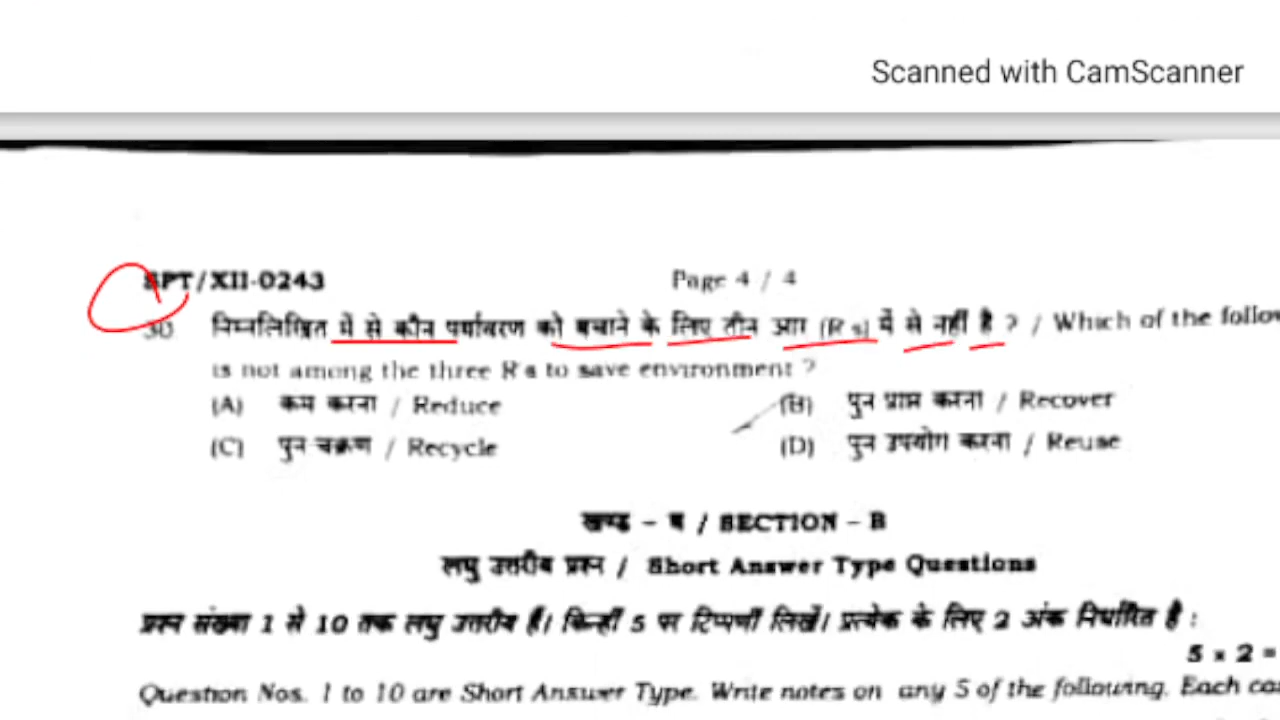 Scanned with CamScanner
SPT/XII-0243 Page 4 / 4
30. निम्नलिखित में से कौन पर्यावरण को बचाने के लिए तीन आर (R's) में से नहीं है ? / Which of the follow
is not among the three R's to save environment ?
(A) कम करना / Reduce (B) पुन प्राप्त करना / Recover
(C) पुन चक्रण / Recycle (D) पुन उपयोग करना / Reuse
खण्ड – ब / SECTION – B
लघु उत्तरीय प्रश्न / Short Answer Type Questions
प्रश्न संख्या 1 से 10 तक लघु उत्तरीय हैं। किन्हीं 5 पर टिप्पणी लिखें। प्रत्येक के लिए 2 अंक निर्धारित है :
5 × 2 =
Question Nos. 1 to 10 are Short Answer Type. Write notes on any 5 of the following. Each